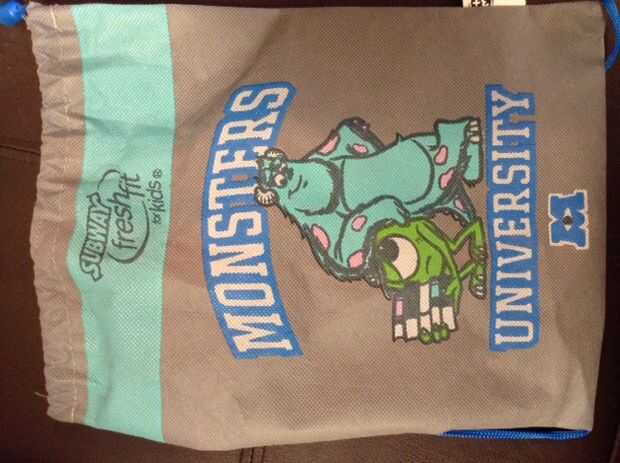 SUBWAY
fresh fit
for kids®
MONSTERS
UNIVERSITY
M